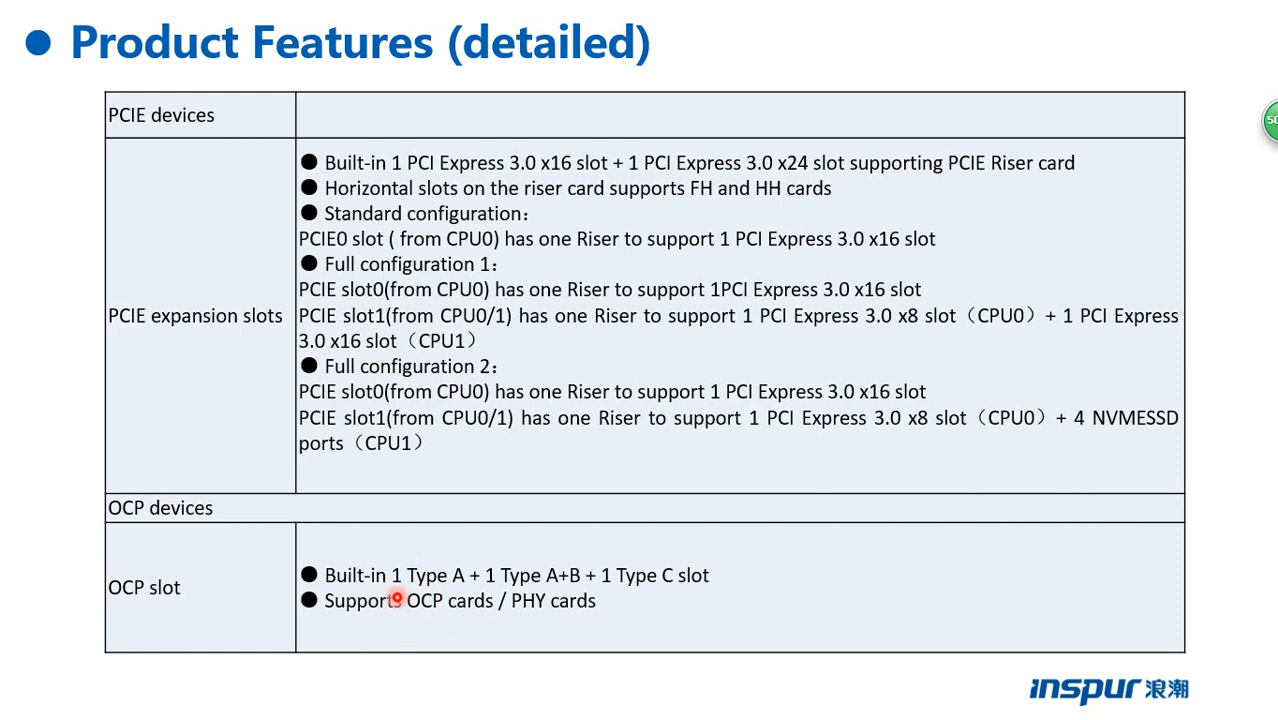 Product Features (detailed)
PCIE devices
PCIE expansion slots
● Built-in 1 PCI Express 3.0 x16 slot + 1 PCI Express 3.0 x24 slot supporting PCIE Riser card
● Horizontal slots on the riser card supports FH and HH cards
● Standard configuration：
PCIE0 slot ( from CPU0) has one Riser to support 1 PCI Express 3.0 x16 slot
● Full configuration 1：
PCIE slot0(from CPU0) has one Riser to support 1PCI Express 3.0 x16 slot
PCIE slot1(from CPU0/1) has one Riser to support 1 PCI Express 3.0 x8 slot（CPU0）+ 1 PCI Express
3.0 x16 slot（CPU1）
● Full configuration 2：
PCIE slot0(from CPU0) has one Riser to support 1 PCI Express 3.0 x16 slot
PCIE slot1(from CPU0/1) has one Riser to support 1 PCI Express 3.0 x8 slot（CPU0）+ 4 NVMESSD
ports（CPU1）
OCP devices
OCP slot
● Built-in 1 Type A + 1 Type A+B + 1 Type C slot
● Supports OCP cards / PHY cards
inspur 浪潮